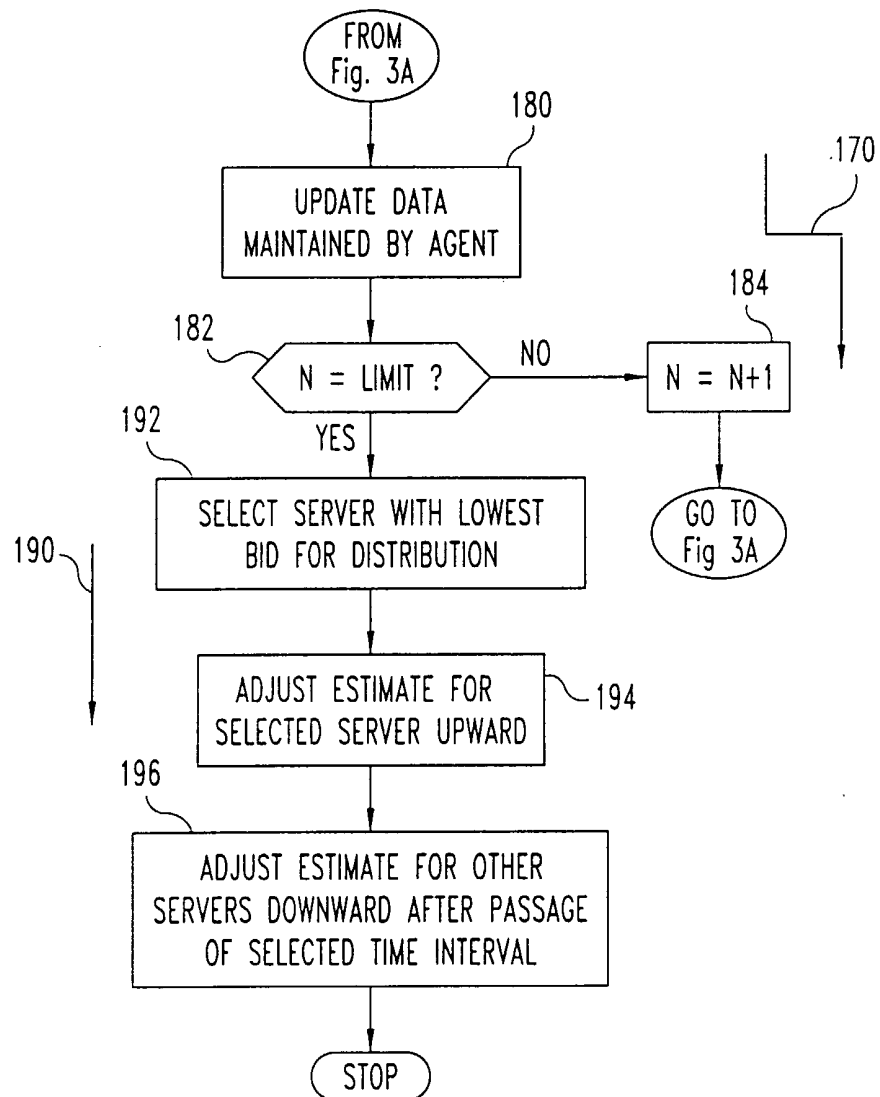 FROM
Fig. 3A
180
.170
UPDATE DATA
MAINTAINED BY AGENT
184
182
N = LIMIT ?
NO
N = N+1
YES
192
SELECT SERVER WITH LOWEST
BID FOR DISTRIBUTION
GO TO
Fig 3A
190
ADJUST ESTIMATE FOR
SELECTED SERVER UPWARD
194
196
ADJUST ESTIMATE FOR OTHER
SERVERS DOWNWARD AFTER PASSAGE
OF SELECTED TIME INTERVAL
STOP